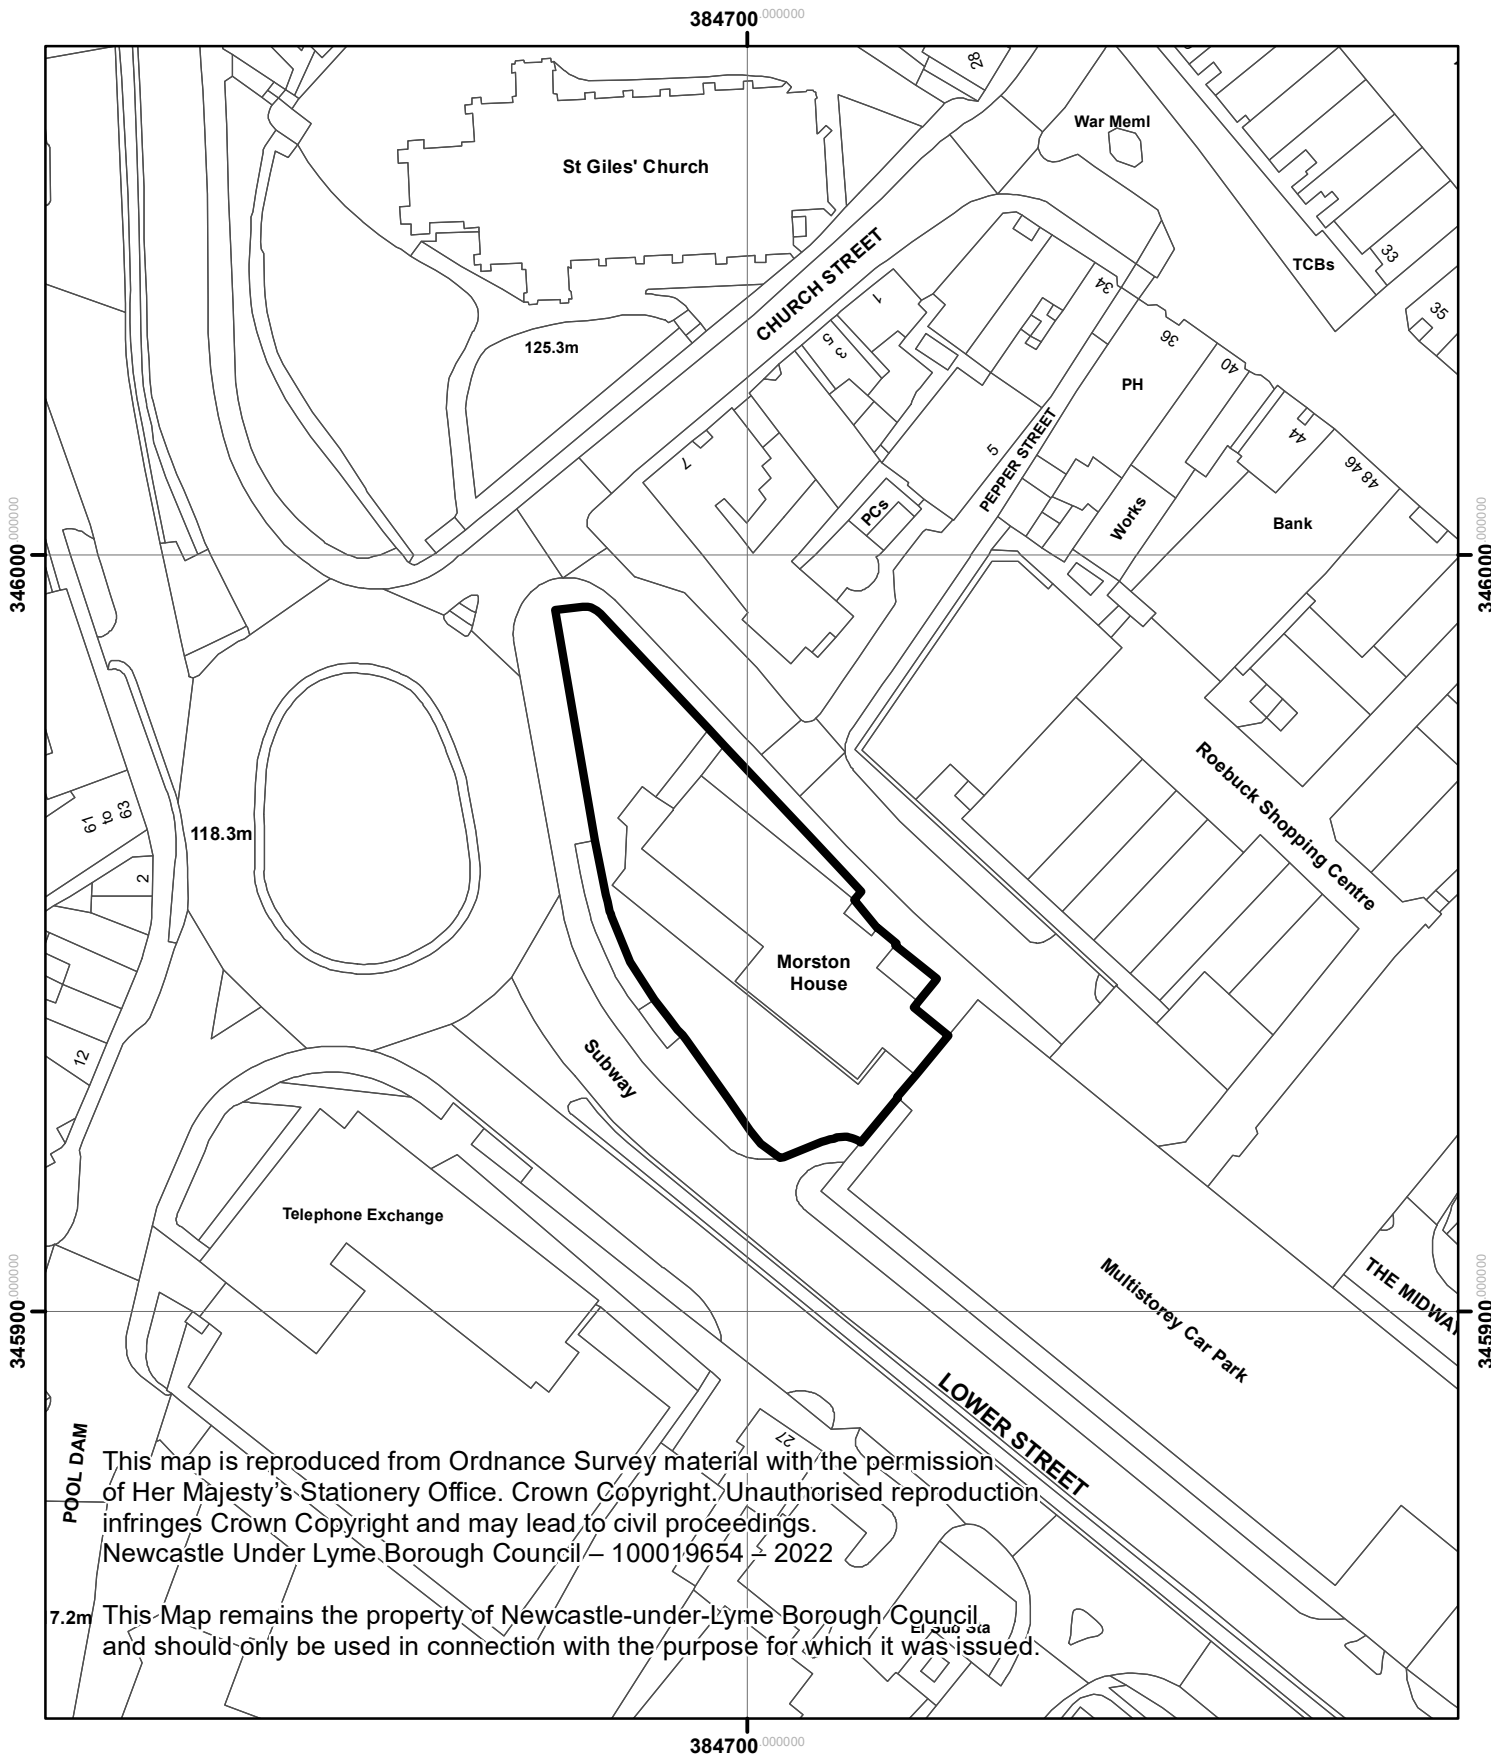 384700.000000
28
War Meml
St Giles' Church
CHURCH STREET
TCBs
33
35
34
1
3 5
125.3m
36
40
PH
44
48 46
7
5
PEPPER STREET
PCs
Works
Bank
346000.000000
346000.000000
Roebuck Shopping Centre
61
to
63
118.3m
2
Morston
House
12
Subway
Telephone Exchange
Multistorey Car Park
THE MIDWA
345900.000000
345900.000000
LOWER STREET
27
POOL DAM
This map is reproduced from Ordnance Survey material with the permission
of Her Majesty’s Stationery Office. Crown Copyright. Unauthorised reproduction
infringes Crown Copyright and may lead to civil proceedings.
Newcastle Under Lyme Borough Council – 100019654 – 2022
7.2m
This Map remains the property of Newcastle-under-Lyme Borough Council
El Sub Sta
and should only be used in connection with the purpose for which it was issued.
384700.000000